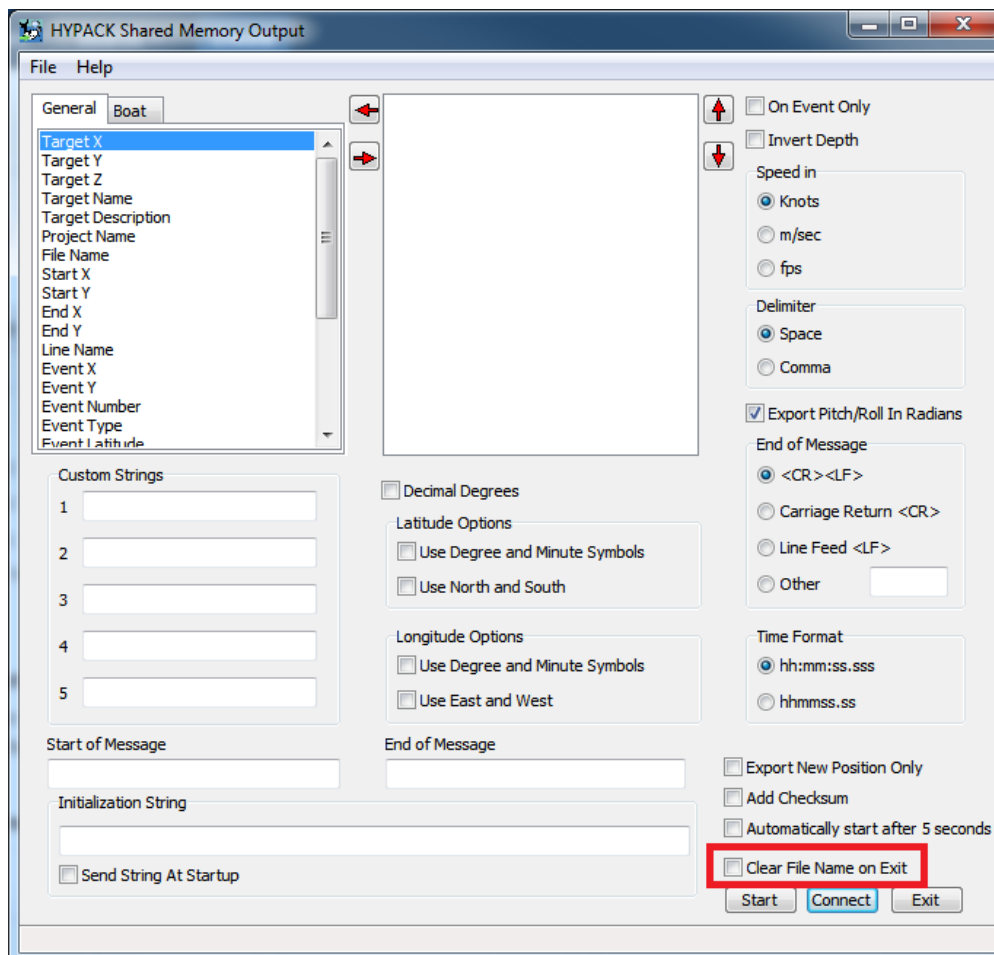 HYPACK Shared Memory Output
File Help
General Boat
Target X
Target Y
Target Z
Target Name
Target Description
Project Name
File Name
Start X
Start Y
End X
End Y
Line Name
Event X
Event Y
Event Number
Event Type
Event Latitude
On Event Only
Invert Depth
Speed in
Knots
m/sec
fps
Delimiter
Space
Comma
Export Pitch/Roll In Radians
End of Message
<CR><LF>
Carriage Return <CR>
Line Feed <LF>
Other
Custom Strings
1
2
3
4
5
Decimal Degrees
Latitude Options
Use Degree and Minute Symbols
Use North and South
Longitude Options
Use Degree and Minute Symbols
Use East and West
Time Format
hh:mm:ss.sss
hhmmss.ss
Start of Message
End of Message
Initialization String
Send String At Startup
Export New Position Only
Add Checksum
Automatically start after 5 seconds
Clear File Name on Exit
Start Connect Exit